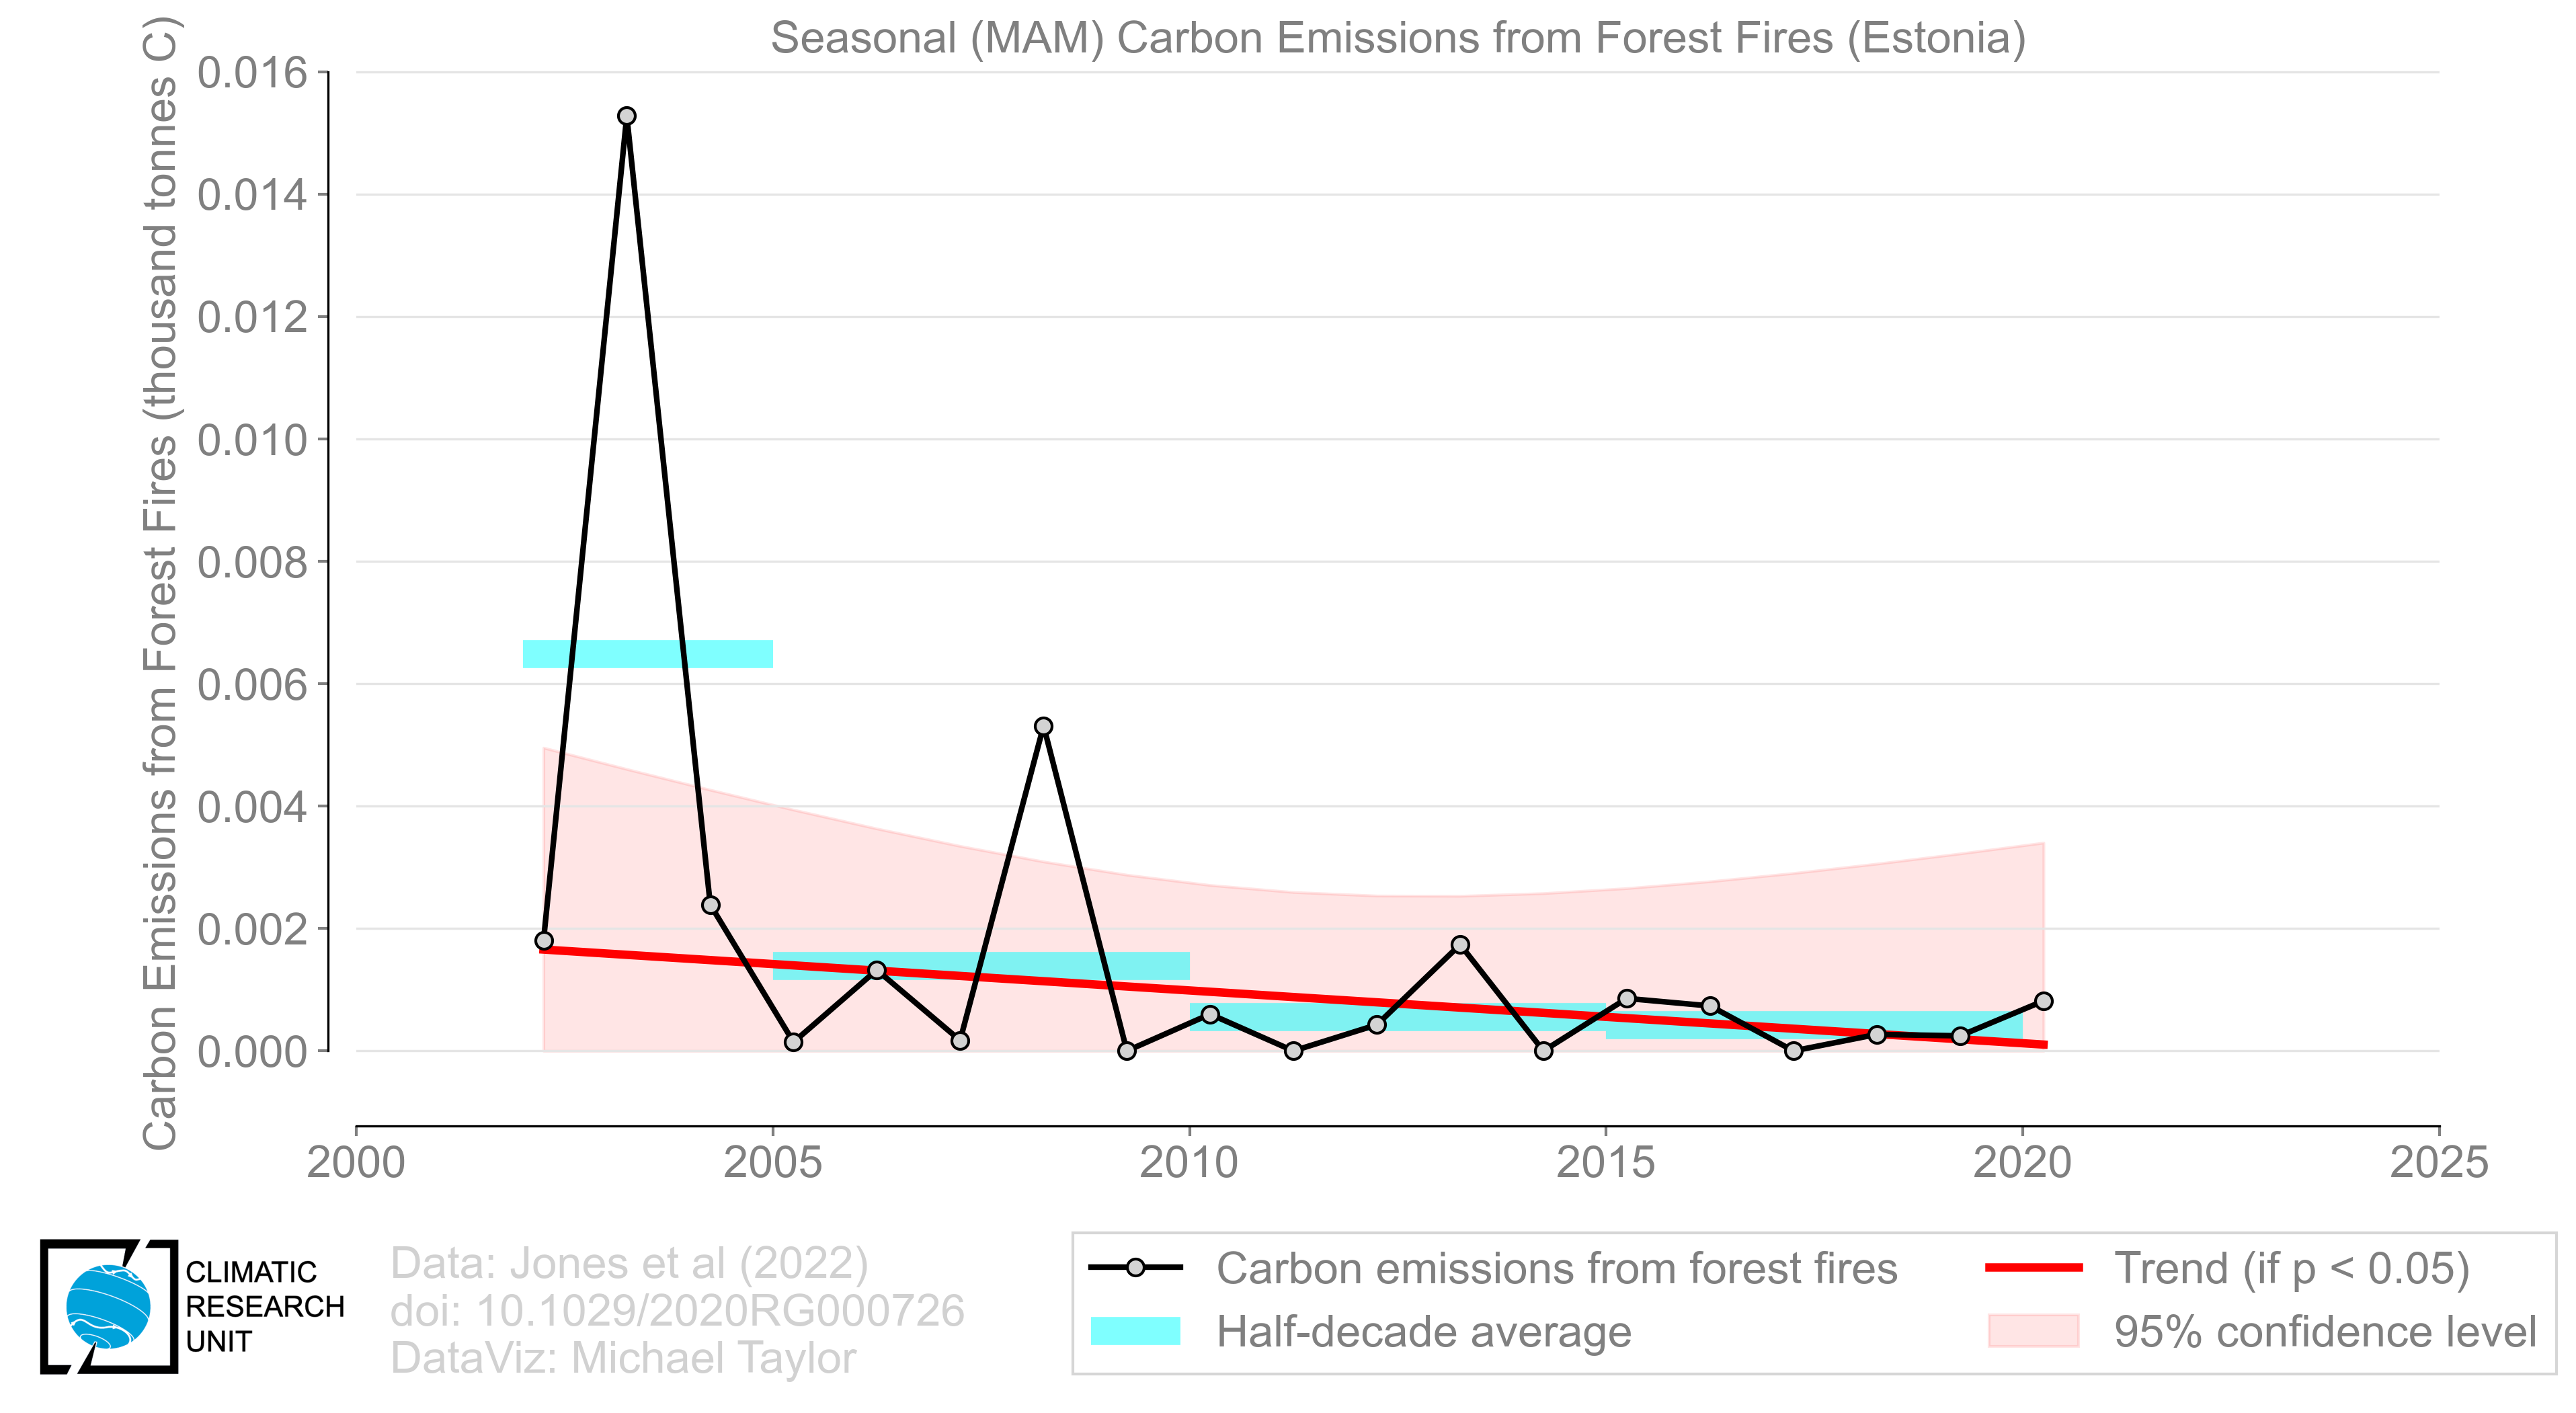 Seasonal (MAM) Carbon Emissions from Forest Fires (Estonia)
Carbon Emissions from Forest Fires (thousand tonnes C)
0.016
0.014
0.012
0.010
0.008
0.006
0.004
0.002
0.000
2000 2005 2010 2015 2020 2025
CLIMATIC
RESEARCH
UNIT
Data: Jones et al (2022)
doi: 10.1029/2020RG000726
DataViz: Michael Taylor
Carbon emissions from forest fires
Half-decade average
Trend (if p < 0.05)
95% confidence level